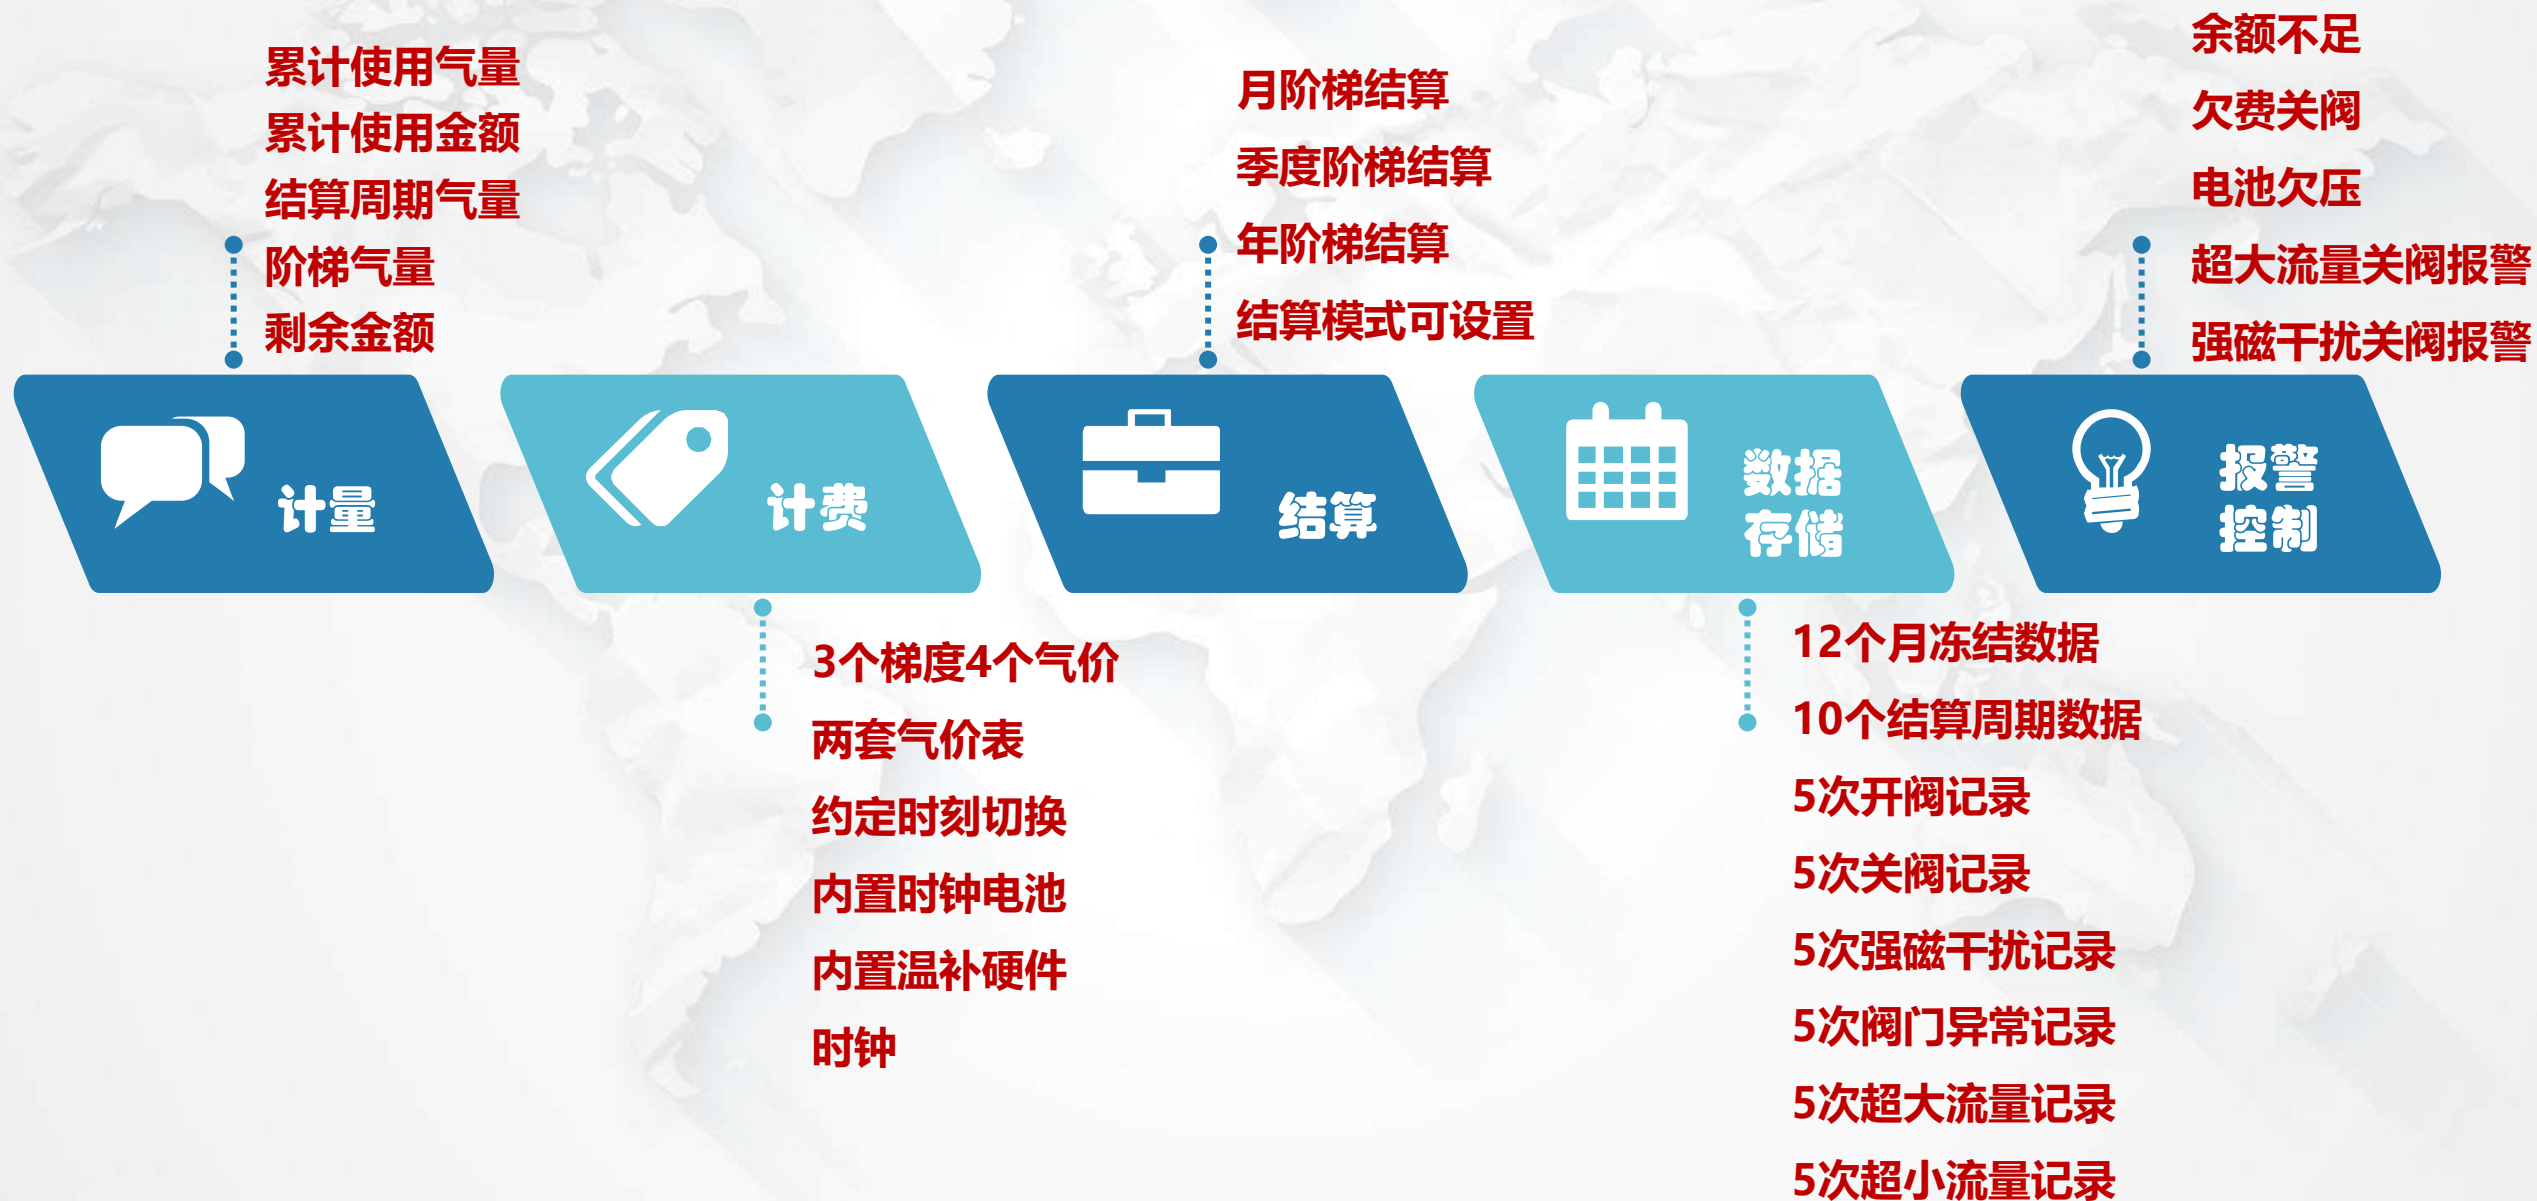 累计使用气量
累计使用金额
结算周期气量
阶梯气量
剩余金额
计量
计费
3个梯度4个气价
两套气价表
约定时刻切换
内置时钟电池
内置温补硬件
时钟
月阶梯结算
季度阶梯结算
年阶梯结算
结算模式可设置
结算
数据
存储
12个月冻结数据
10个结算周期数据
5次开阀记录
5次关阀记录
5次强磁干扰记录
5次阀门异常记录
5次超大流量记录
5次超小流量记录
余额不足
欠费关阀
电池欠压
超大流量关阀报警
强磁干扰关阀报警
报警
控制